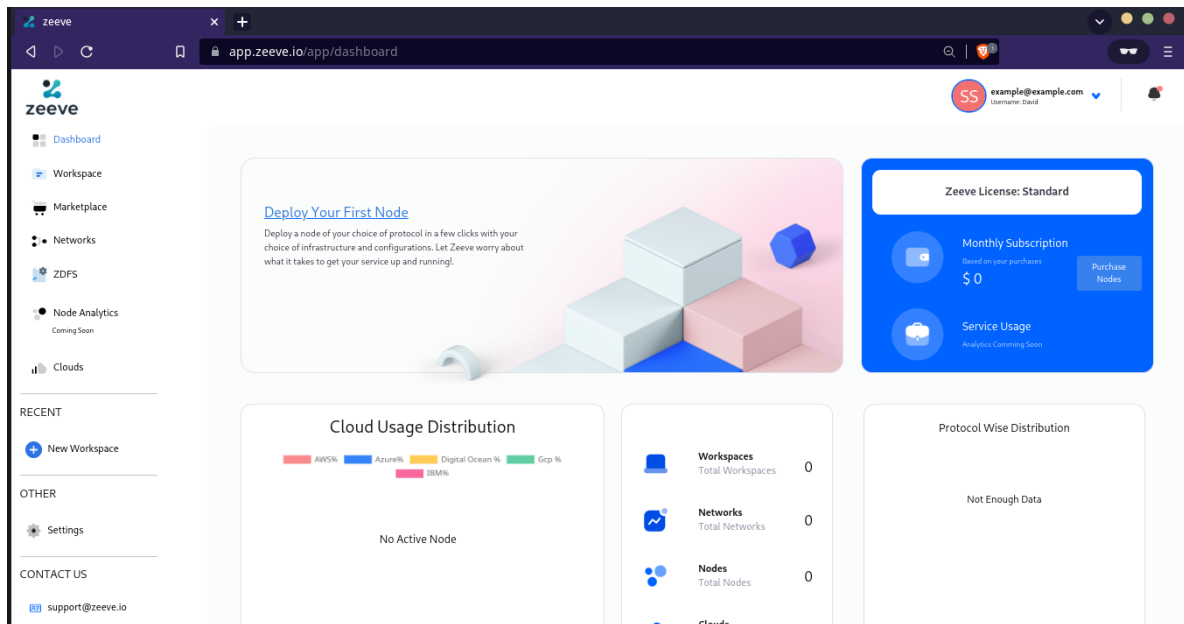 zeeve
app.zeeve.io/app/dashboard
zeeve
SS
example@example.com
Username: David
Dashboard
Workspace
Marketplace
Networks
ZDFS
Node Analytics
Coming Soon
Clouds
RECENT
New Workspace
OTHER
Settings
CONTACT US
support@zeeve.io
Deploy Your First Node
Deploy a node of your choice of protocol in a few clicks with your
choice of infrastructure and configurations. Let Zeeve worry about
what it takes to get your service up and running!.
Zeeve License: Standard
Monthly Subscription
Based on your purchases
$ 0
Purchase
Nodes
Service Usage
Analytics Comming Soon
Cloud Usage Distribution
AWS% Azure% Digital Ocean % Gcp %
IBM%
No Active Node
Workspaces
Total Workspaces
0
Networks
Total Networks
0
Nodes
Total Nodes
0
Clouds
Protocol Wise Distribution
Not Enough Data